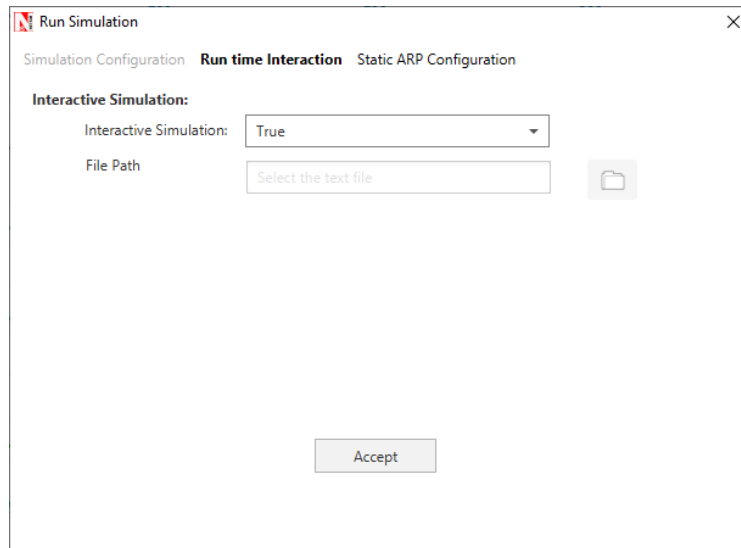 Run Simulation
Simulation Configuration Run time Interaction Static ARP Configuration
Interactive Simulation:
Interactive Simulation: True
File Path Select the text file
Accept